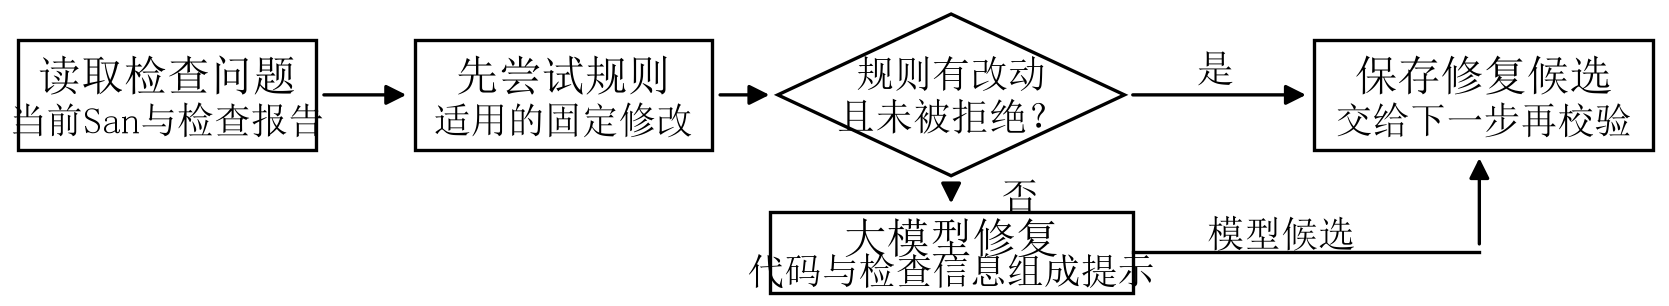 读取检查问题
当前San与检查报告
先尝试规则
适用的固定修改
规则有改动
且未被拒绝?
是
保存修复候选
交给下一步再校验
否
大模型修复
代码与检查信息组成提示
模型候选